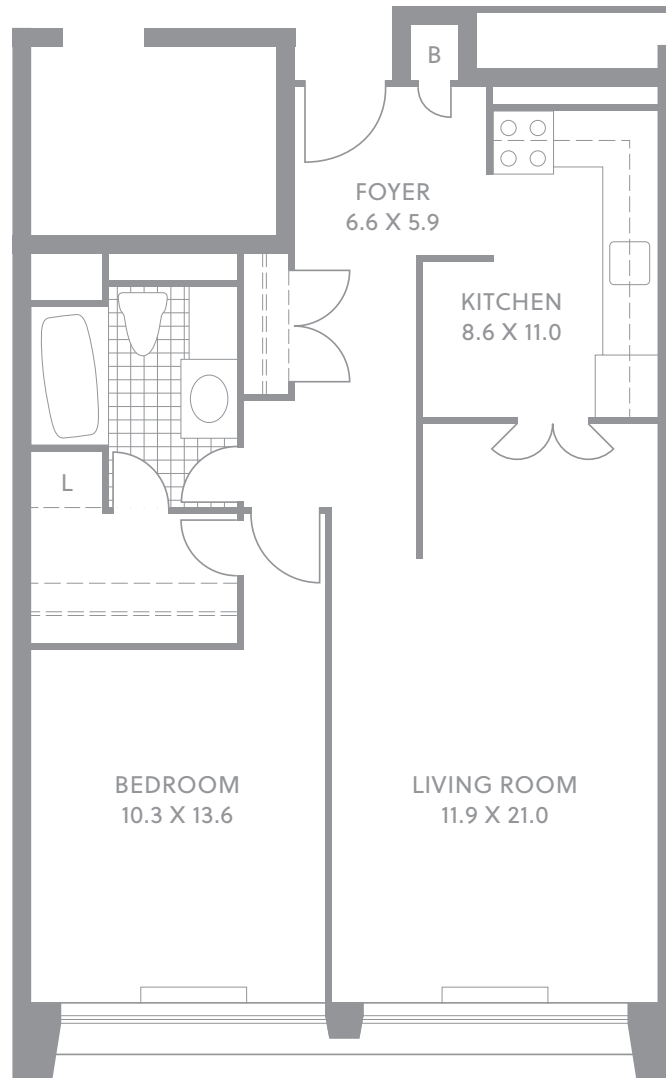 B
FOYER
6.6 X 5.9
KITCHEN
8.6 X 11.0
L
BEDROOM
10.3 X 13.6
LIVING ROOM
11.9 X 21.0